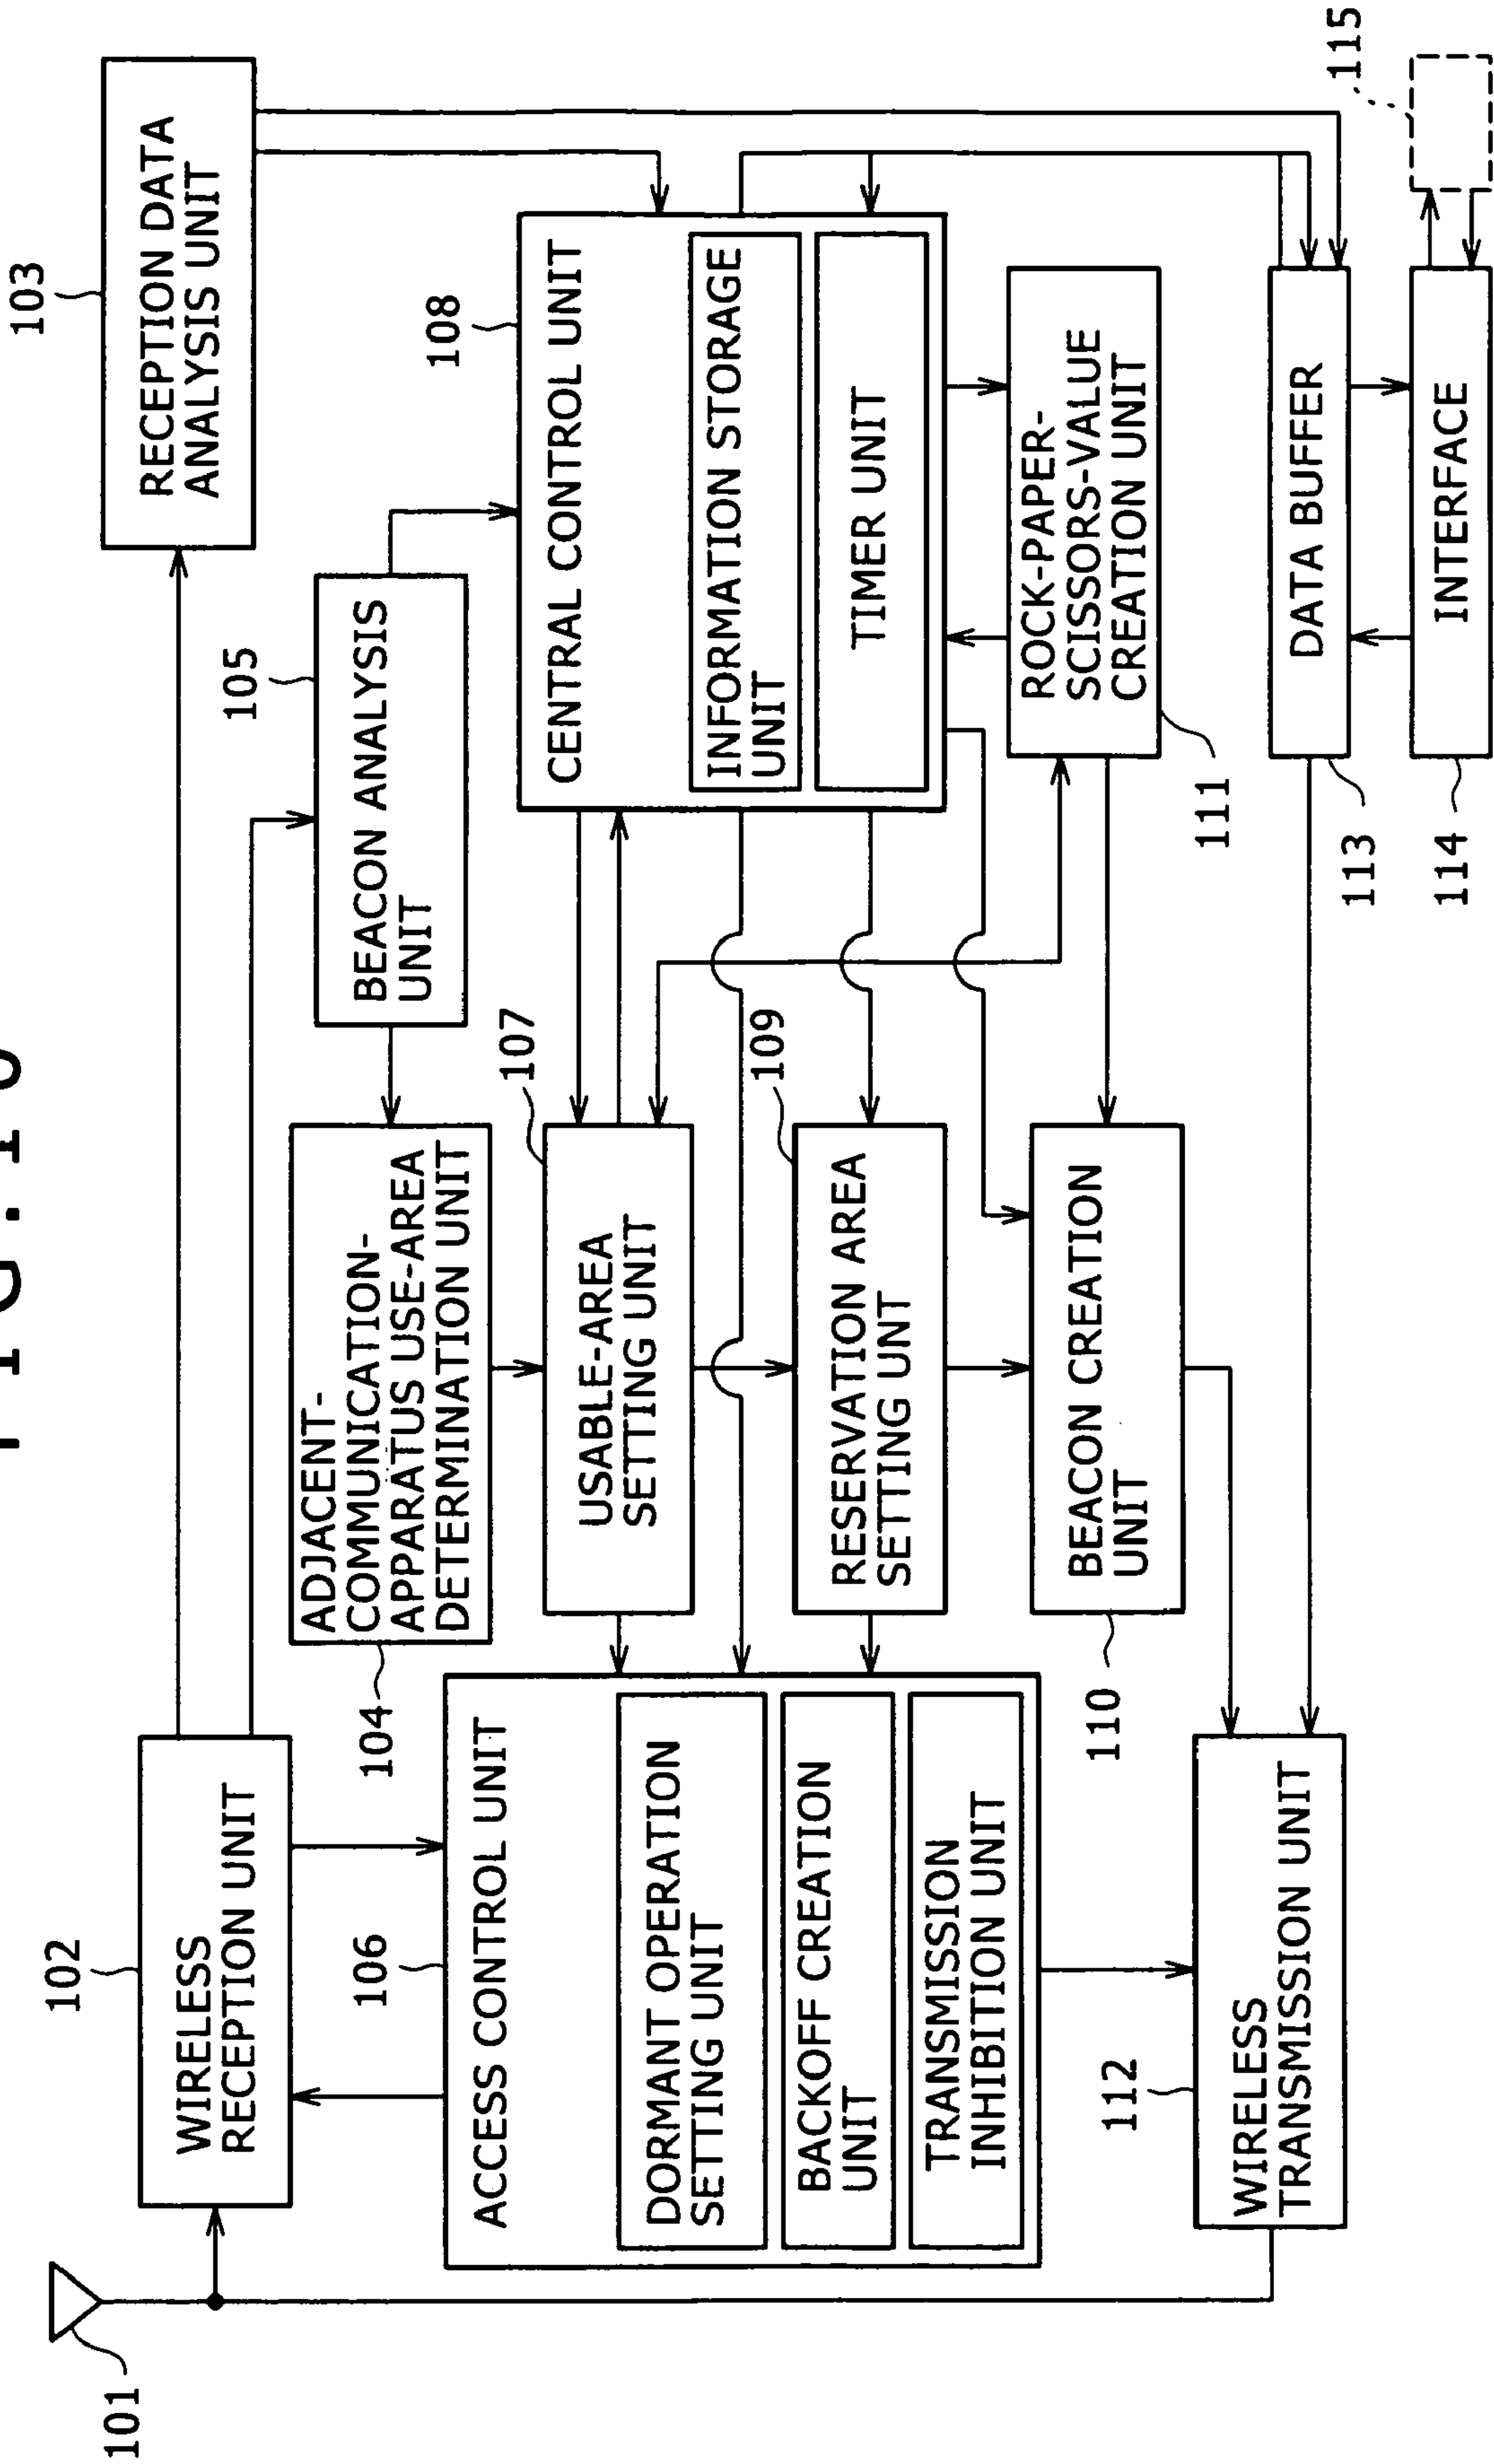 101
102
WIRELESS
RECEPTION UNIT
103
RECEPTION DATA
ANALYSIS UNIT
104
ADJACENT-
COMMUNICATION-
APPARATUS USE-AREA
DETERMINATION UNIT
105
BEACON ANALYSIS
UNIT
106
ACCESS CONTROL UNIT
DORMANT OPERATION
SETTING UNIT
BACKOFF CREATION
UNIT
TRANSMISSION
INHIBITION UNIT
107
USABLE-AREA
SETTING UNIT
108
CENTRAL CONTROL UNIT
INFORMATION STORAGE
UNIT
TIMER UNIT
109
RESERVATION AREA
SETTING UNT
110
BEACON CREATION
UNIT
ROCK-PAPER-
SCISSORS-VALUE
CREATION UNIT
111
112
WIRELESS
TRANSMISSION UNIT
113
DATA BUFFER
114
INTERFACE
115